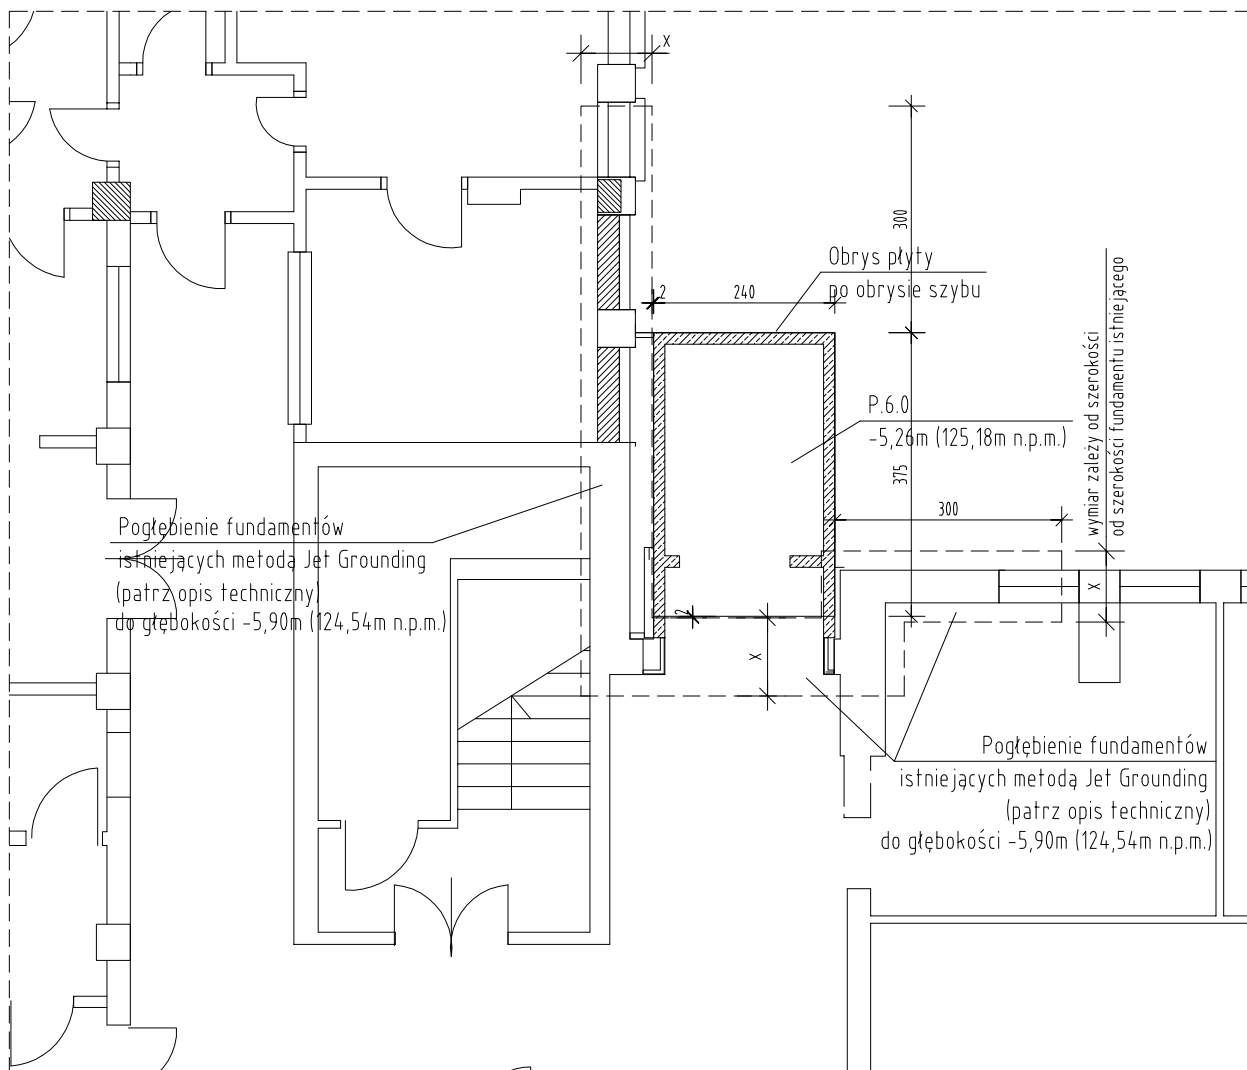 X
300
Obrys płyty
po obrysie szybu
2
240
wymiar zależy od szerokości
od szerokości fundamentu istniejącego
P.6.0
-5,26m (125,18m n.p.m.)
375
300
Pogłębienie fundamentów
istniejących metodą Jet Grounding
(patrz opis techniczny)
do głębokości -5,90m (124,54m n.p.m.)
X
2
X
Pogłębienie fundamentów
istniejących metodą Jet Grounding
(patrz opis techniczny)
do głębokości -5,90m (124,54m n.p.m.)